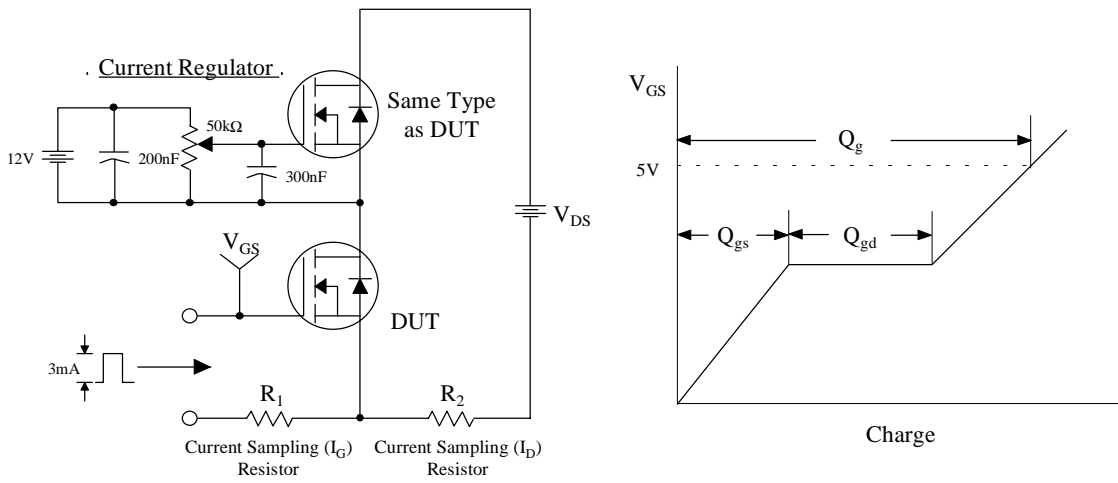 Current Regulator
Same Type
as DUT
50kΩ
12V
200nF
300nF
V_DS
V_GS
DUT
3mA
R_1
R_2
Current Sampling (I_G)
Resistor
Current Sampling (I_D)
Resistor
V_GS
Q_g
5V
Q_gs
Q_gd
Charge